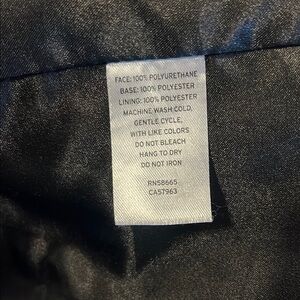 FACE: 100% POLYURETHANE
BASE: 100% POLYESTER
LINING: 100% POLYESTER
MACHINE WASH COLD,
GENTLE CYCLE,
WITH LIKE COLORS
DO NOT BLEACH
HANG TO DRY
DO NOT IRON
RN58665
CA57963